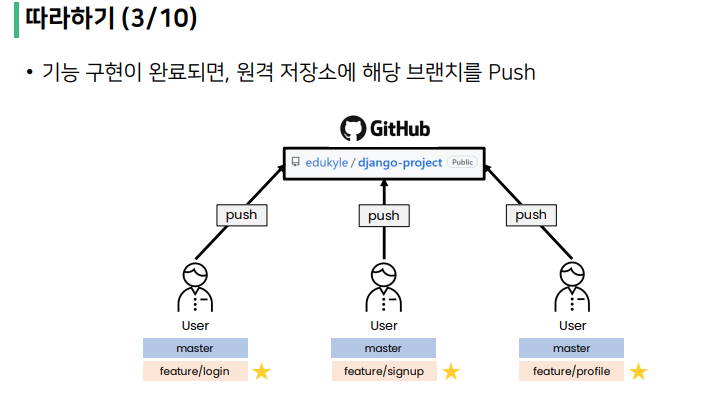 따라하기 (3/10)
• 기능 구현이 완료되면, 원격 저장소에 해당 브랜치를 Push
GitHub
edukyle / django-project Public
push push push
User User User
master master master
feature/login feature/signup feature/profile